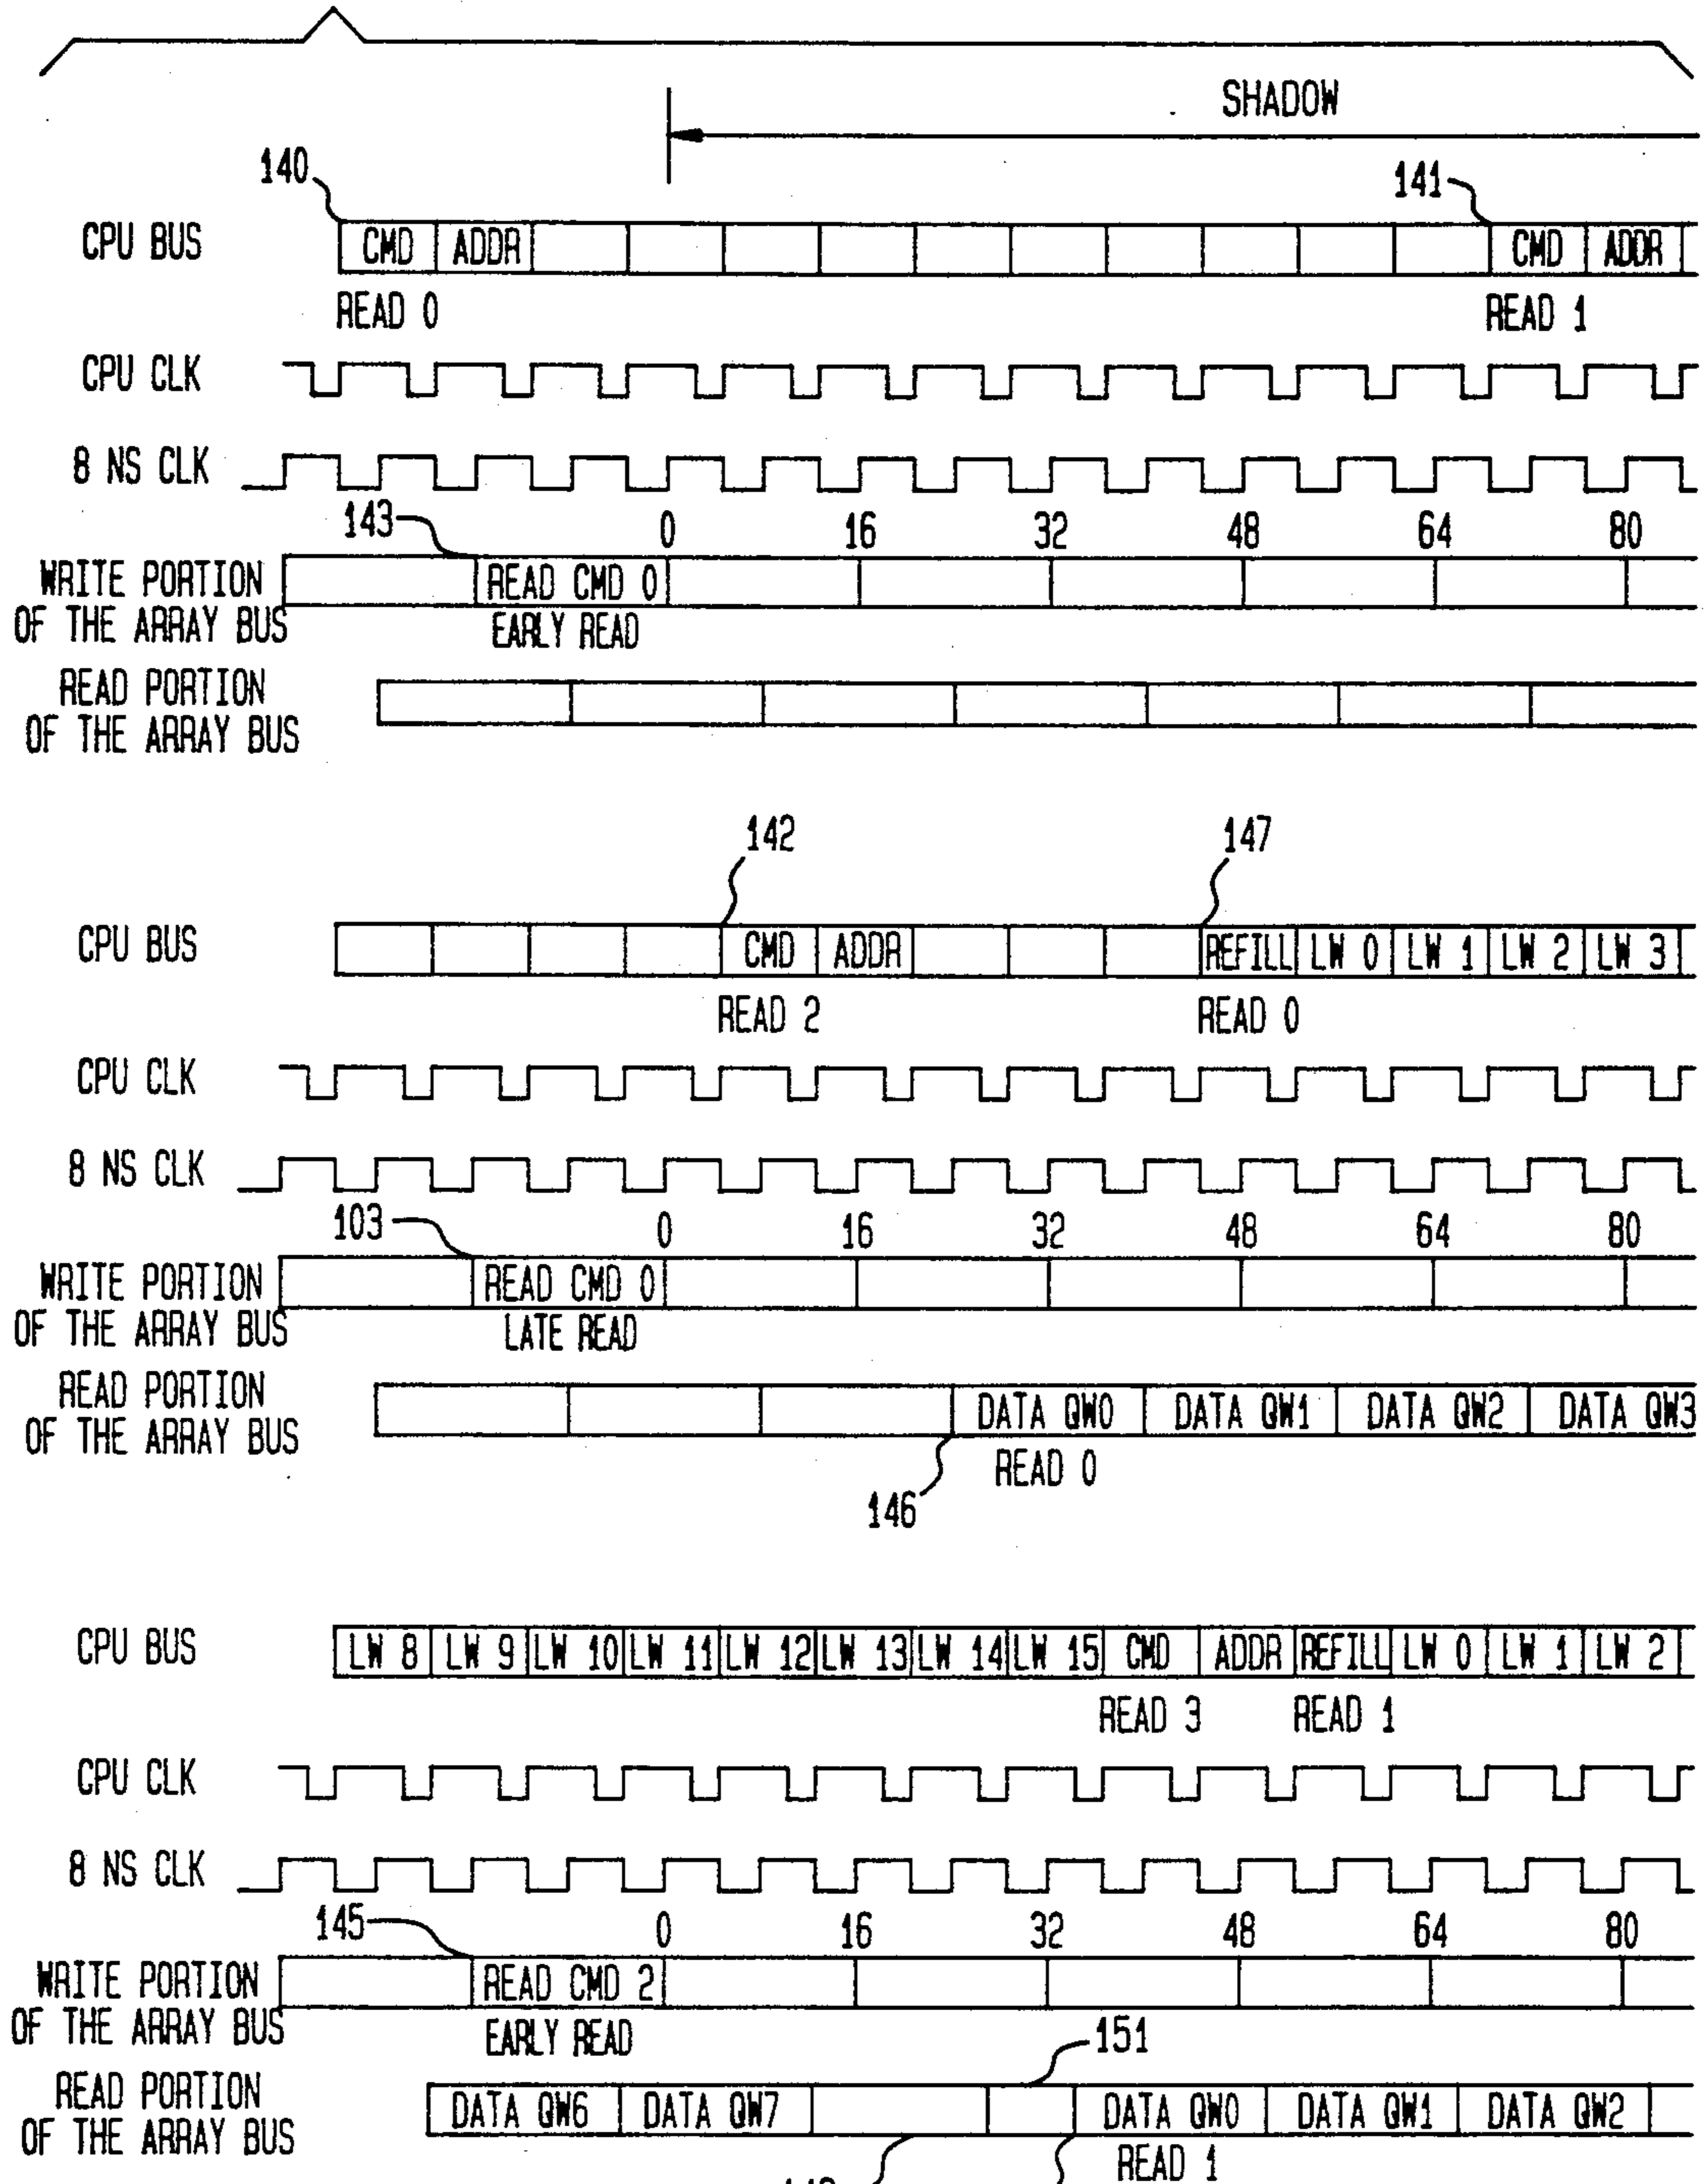 SHADOW
140
141
CPU BUS
CMD ADDR CMD ADDR
READ 0 READ 1
CPU CLK
8 NS CLK
143 0 16 32 48 64 80
WRITE PORTION
OF THE ARRAY BUS
READ CMD 0
EARLY READ
READ PORTION
OF THE ARRAY BUS
142 147
CPU BUS
CMD ADDR REFILL LW 0 LW 1 LW 2 LW 3
READ 2 READ 0
CPU CLK
8 NS CLK
103 0 16 32 48 64 80
WRITE PORTION
OF THE ARRAY BUS
READ CMD 0
LATE READ
READ PORTION
OF THE ARRAY BUS
DATA QW0 DATA QW1 DATA QW2 DATA QW3
READ 0
146
CPU BUS
LW 8 LW 9 LW 10 LW 11 LW 12 LW 13 LW 14 LW 15 CMD ADDR REFILL LW 0 LW 1 LW 2
READ 3 READ 1
CPU CLK
8 NS CLK
145 0 16 32 48 64 80
WRITE PORTION
OF THE ARRAY BUS
READ CMD 2
EARLY READ
151
READ PORTION
OF THE ARRAY BUS
DATA QW6 DATA QW7 DATA QW0 DATA QW1 DATA QW2
READ 1